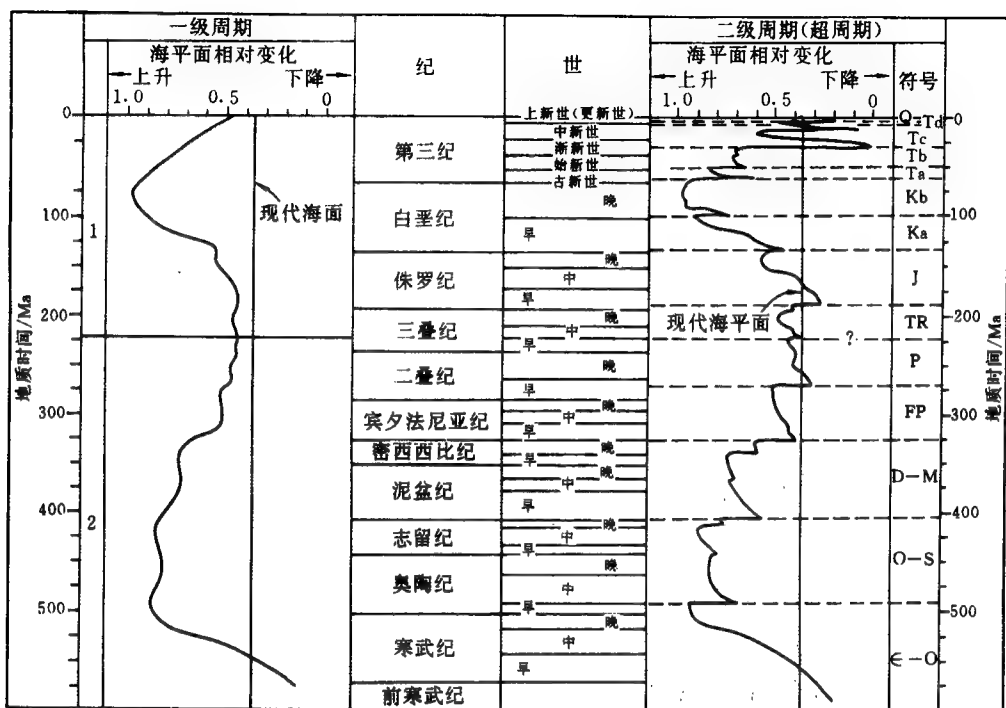 一级周期
海平面相对变化
上升 下降
1.0 0.5 0
纪
世
二级周期(超周期)
海平面相对变化
上升 下降
1.0 0.5 0
符号
地质时间/Ma
0
100
200
300
400
500
1
2
现代海面
第三纪
白垩纪
侏罗纪
三叠纪
二叠纪
宾夕法尼亚纪
密西西比纪
泥盆纪
志留纪
奥陶纪
寒武纪
前寒武纪
上新世(更新世)
中新世
渐新世
始新世
古新世
晚
早
晚
中
早
晚
中
早
晚
早
晚
中
早
晚
早
晚
中
早
晚
中
早
晚
中
早
晚
中
早
现代海平面
?
Q-Td
Tc
Tb
Ta
Kb
Ka
J
TR
P
FP
D-M
O-S
∈-O
0
100
200
300
400
500
地质时间/Ma